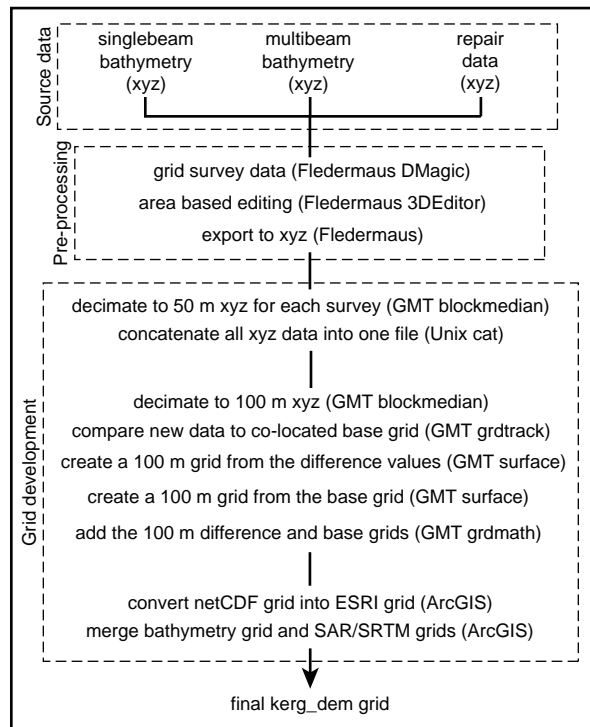 Source data
singlebeam
bathymetry
(xyz)
multibeam
bathymetry
(xyz)
repair
data
(xyz)
Pre-processing
grid survey data (Fledermaus DMagic)
area based editing (Fledermaus 3DEditor)
export to xyz (Fledermaus)
Grid development
decimate to 50 m xyz for each survey (GMT blockmedian)
concatenate all xyz data into one file (Unix cat)
decimate to 100 m xyz (GMT blockmedian)
compare new data to co-located base grid (GMT grdtrack)
create a 100 m grid from the difference values (GMT surface)
create a 100 m grid from the base grid (GMT surface)
add the 100 m difference and base grids (GMT grdmath)
convert netCDF grid into ESRI grid (ArcGIS)
merge bathymetry grid and SAR/SRTM grids (ArcGIS)
final kerg_dem grid